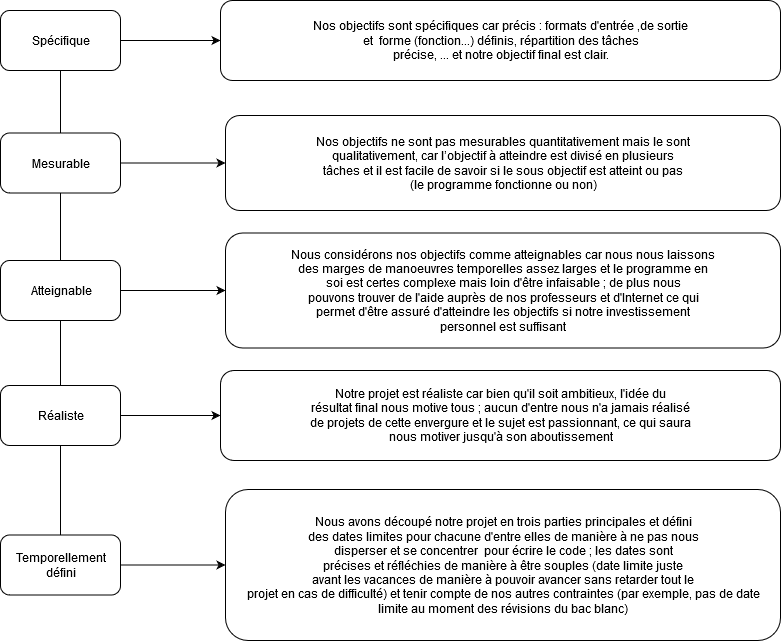 Spécifique
Nos objectifs sont spécifiques car précis : formats d'entrée ,de sortie
et forme (fonction...) définis, répartition des tâches
précise, ... et notre objectif final est clair.
Mesurable
Nos objectifs ne sont pas mesurables quantitativement mais le sont
qualitativement, car l'objectif à atteindre est divisé en plusieurs
tâches et il est facile de savoir si le sous objectif est atteint ou pas
(le programme fonctionne ou non)
Atteignable
Nous considérons nos objectifs comme atteignables car nous nous laissons
des marges de manoeuvres temporelles assez larges et le programme en
soi est certes complexe mais loin d'être infaisable ; de plus nous
pouvons trouver de l'aide auprès de nos professeurs et d'Internet ce qui
permet d'être assuré d'atteindre les objectifs si notre investissement
personnel est suffisant
Réaliste
Notre projet est réaliste car bien qu'il soit ambitieux, l'idée du
résultat final nous motive tous ; aucun d'entre nous n'a jamais réalisé
de projets de cette envergure et le sujet est passionnant, ce qui saura
nous motiver jusqu'à son aboutissement
Temporellement
défini
Nous avons découpé notre projet en trois parties principales et défini
des dates limites pour chacune d'entre elles de manière à ne pas nous
disperser et se concentrer pour écrire le code ; les dates sont
précises et réfléchies de manière à être souples (date limite juste
avant les vacances de manière à pouvoir avancer sans retarder tout le
projet en cas de difficulté) et tenir compte de nos autres contraintes (par exemple, pas de date
limite au moment des révisions du bac blanc)